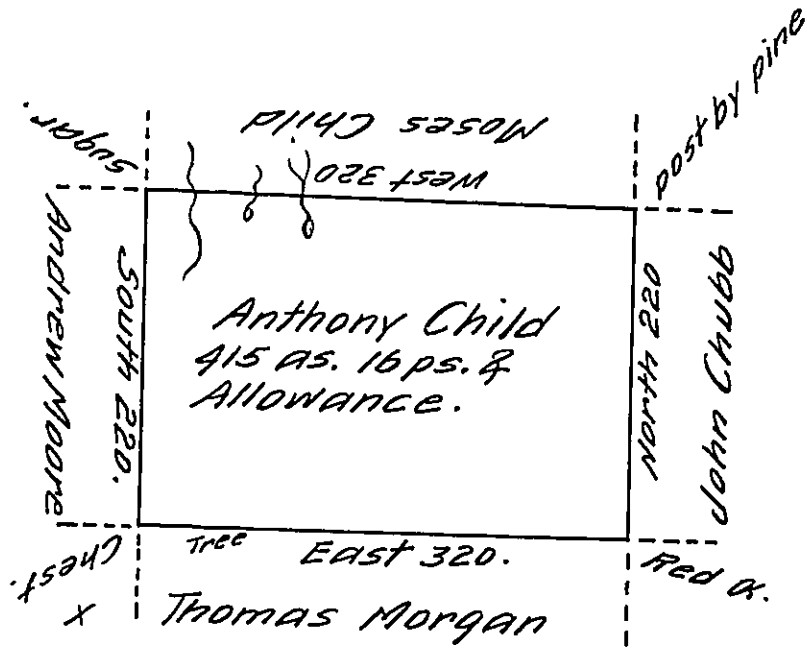 Moses Child
West 320
Sugar.
post by pine
Andrew Moore
South 220.
Anthony Child
415 as. 16 ps. &
Allowance.
North 220
John Chubb
Chest.
X
Tree
East 320.
Red o.
Thomas Morgan